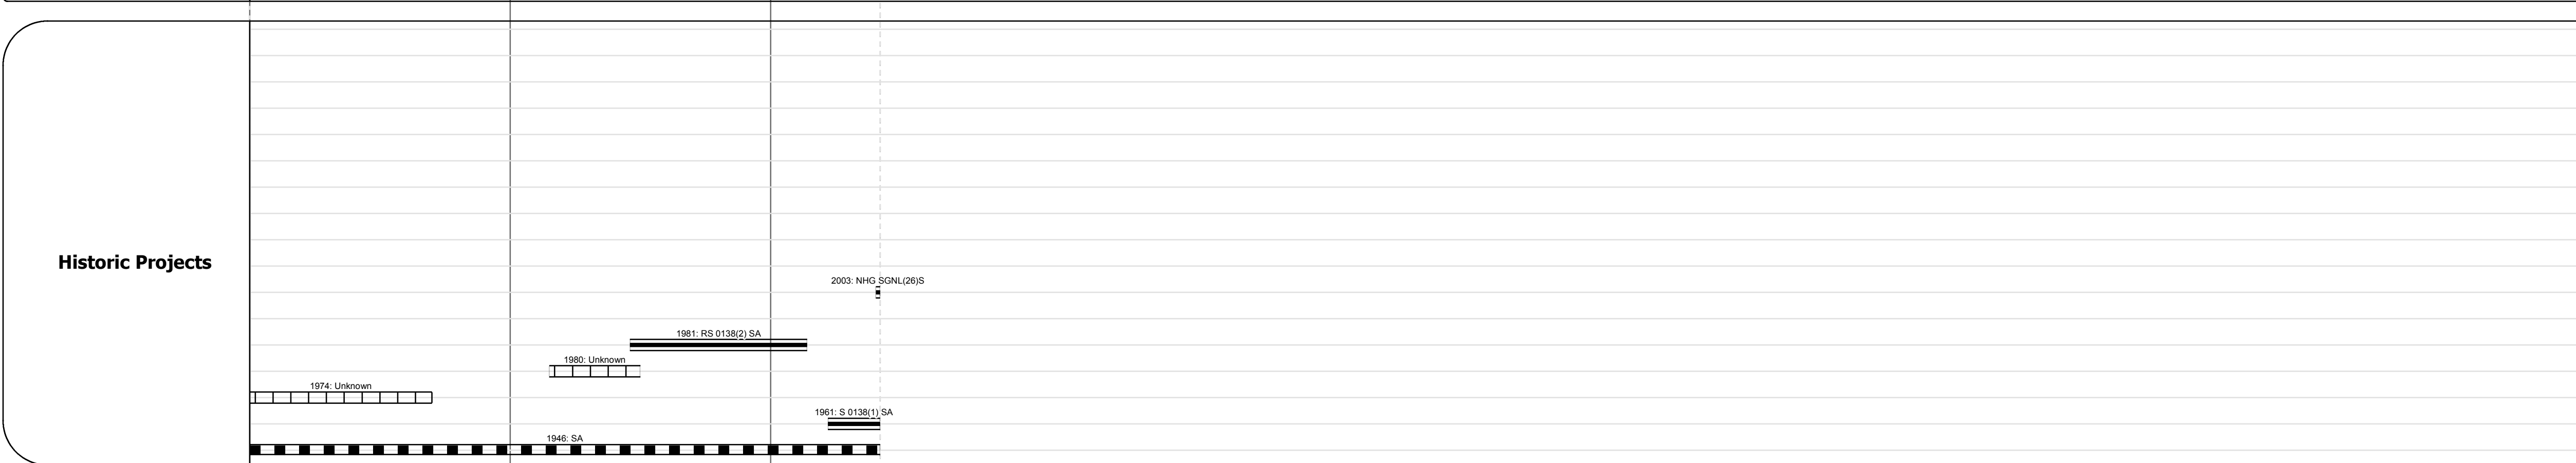 Historic Projects
2003: NHG SGNL(26)S
1981: RS 0138(2) SA
1980: Unknown
1974: Unknown
1961: S 0138(1) SA
1946: SA